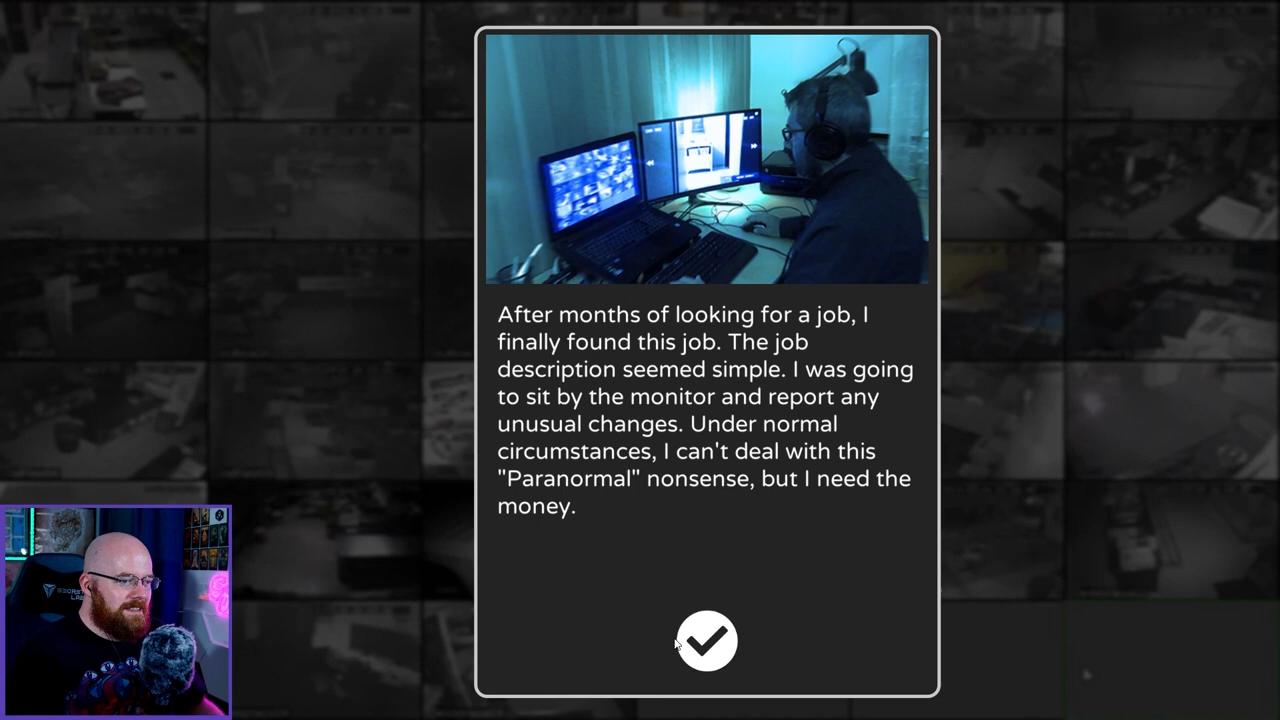 After months of looking for a job, I
finally found this job. The job
description seemed simple. I was going
to sit by the monitor and report any
unusual changes. Under normal
circumstances, I can't deal with this
"Paranormal" nonsense, but I need the
money.